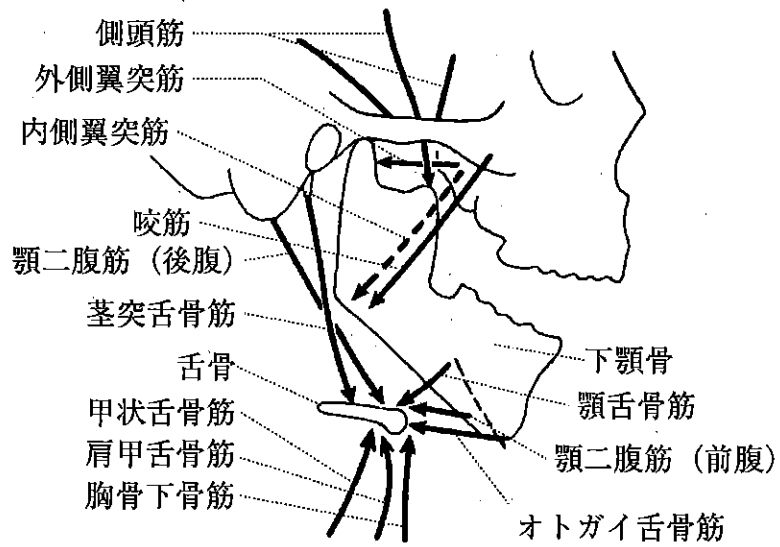 側頭筋
外側翼突筋
内側翼突筋
咬筋
顎二腹筋（後腹）
茎突舌骨筋
舌骨
甲状舌骨筋
肩甲舌骨筋
胸骨下骨筋
下顎骨
顎舌骨筋
顎二腹筋（前腹）
オトガイ舌骨筋